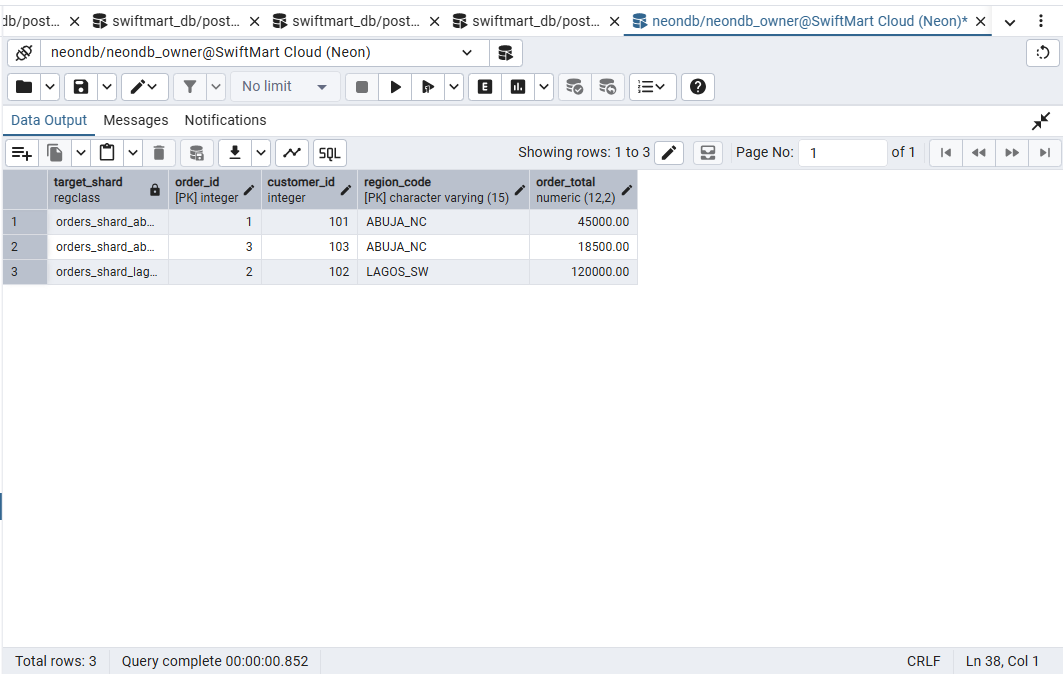 db/post...
swiftmart_db/post...
swiftmart_db/post...
swiftmart_db/post...
neondb/neondb_owner@SwiftMart Cloud (Neon)*
neondb/neondb_owner@SwiftMart Cloud (Neon)
No limit
E
Data Output Messages Notifications
SQL Showing rows: 1 to 3 Page No: 1 of 1
target_shard order_id customer_id region_code order_total
regclass [PK] integer integer [PK] character varying (15) numeric (12,2)
1 orders_shard_ab... 1 101 ABUJA_NC 45000.00
2 orders_shard_ab... 3 103 ABUJA_NC 18500.00
3 orders_shard_lag... 2 102 LAGOS_SW 120000.00
Total rows: 3 Query complete 00:00:00.852 CRLF Ln 38, Col 1